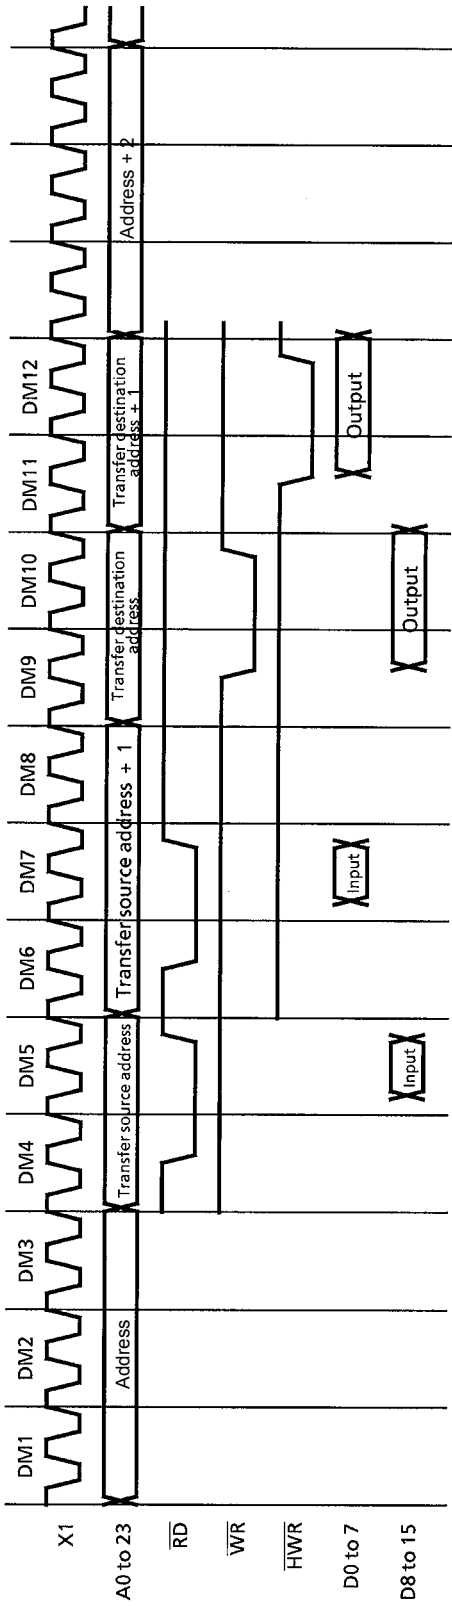 DM1 DM2 DM3 DM4 DM5 DM6 DM7 DM8 DM9 DM10 DM11 DM12
X1
A0 to 23 Address Transfer source address Transfer source address + 1 Transfer destination address Transfer destination address + 1 Address + 2
RD
WR
HWR
D0 to 7 Input Output
D8 to 15 Input Output